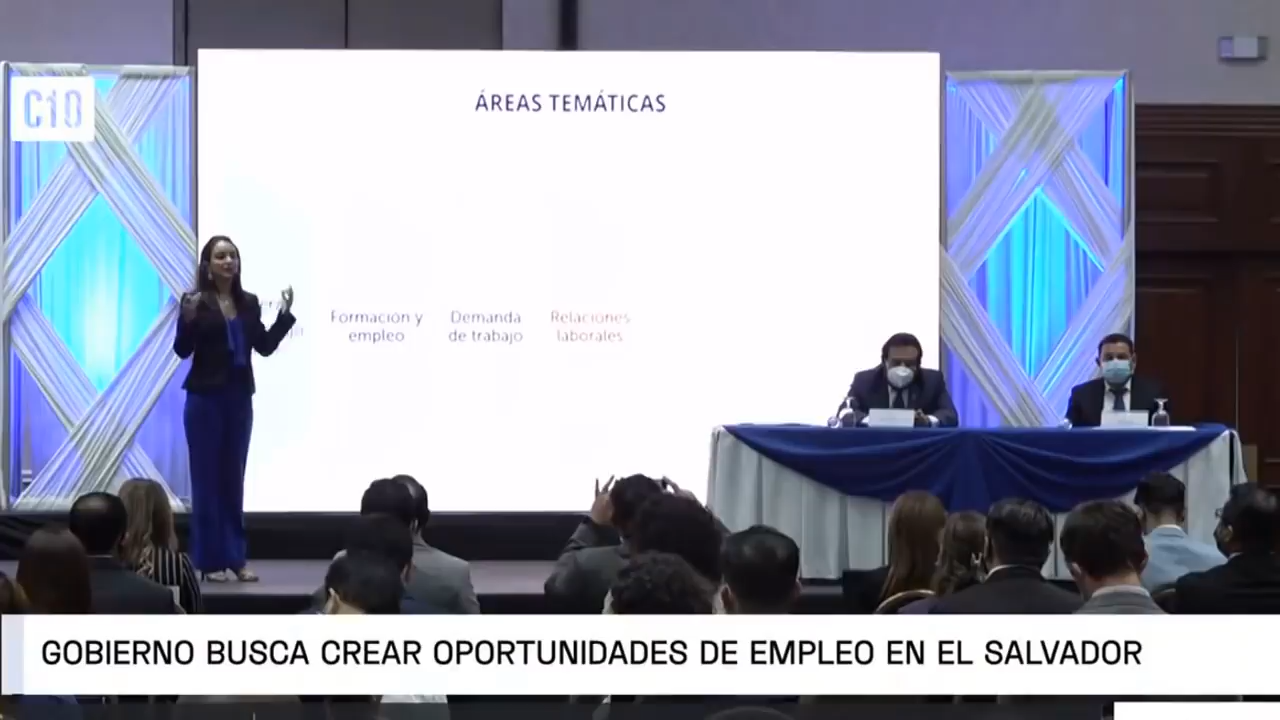 C10
ÁREAS TEMÁTICAS
Formación y
empleo
Demanda
de trabajo
Relaciones
laborales
GOBIERNO BUSCA CREAR OPORTUNIDADES DE EMPLEO EN EL SALVADOR